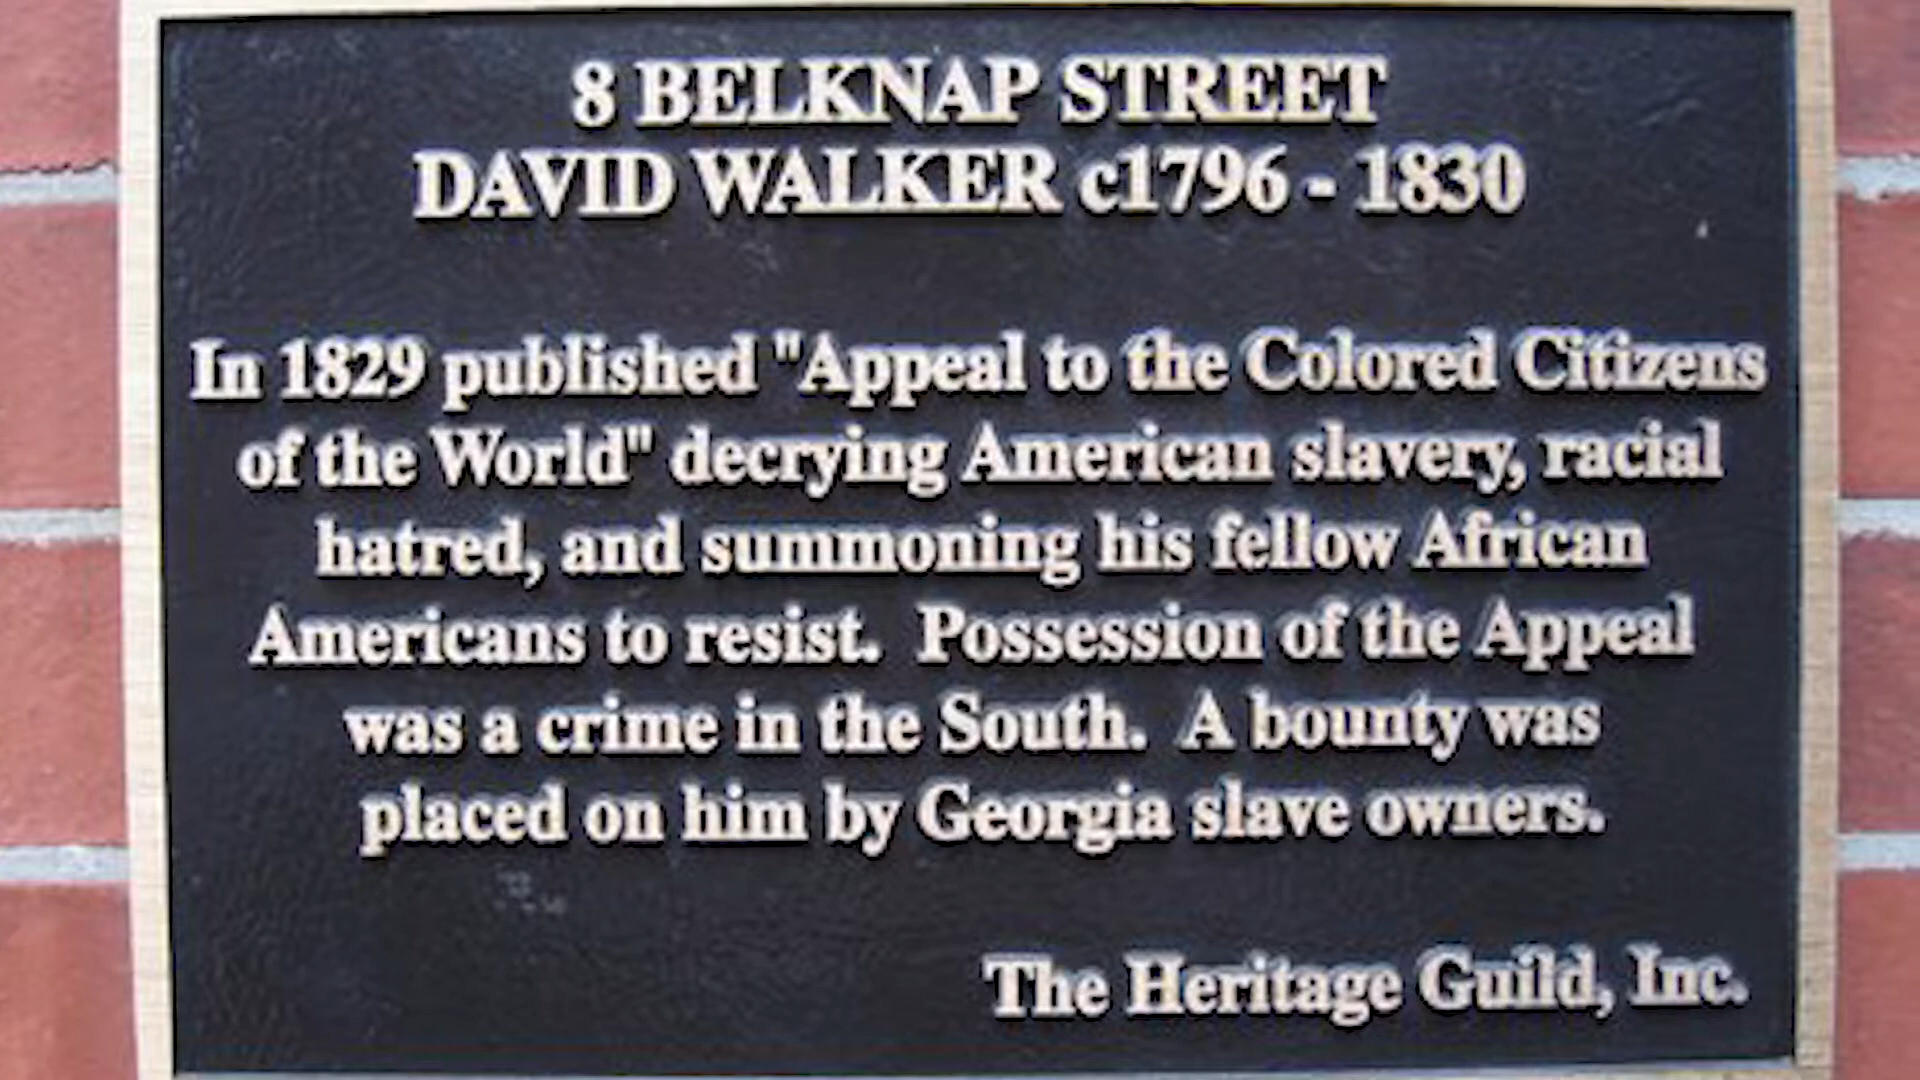 8 BELKNAP STREET
DAVID WALKER c1796 - 1830
In 1829 published "Appeal to the Colored Citizens
of the World" decrying American slavery, racial
hatred, and summoning his fellow African
Americans to resist. Possession of the Appeal
was a crime in the South. A bounty was
placed on him by Georgia slave owners.
The Heritage Guild, Inc.